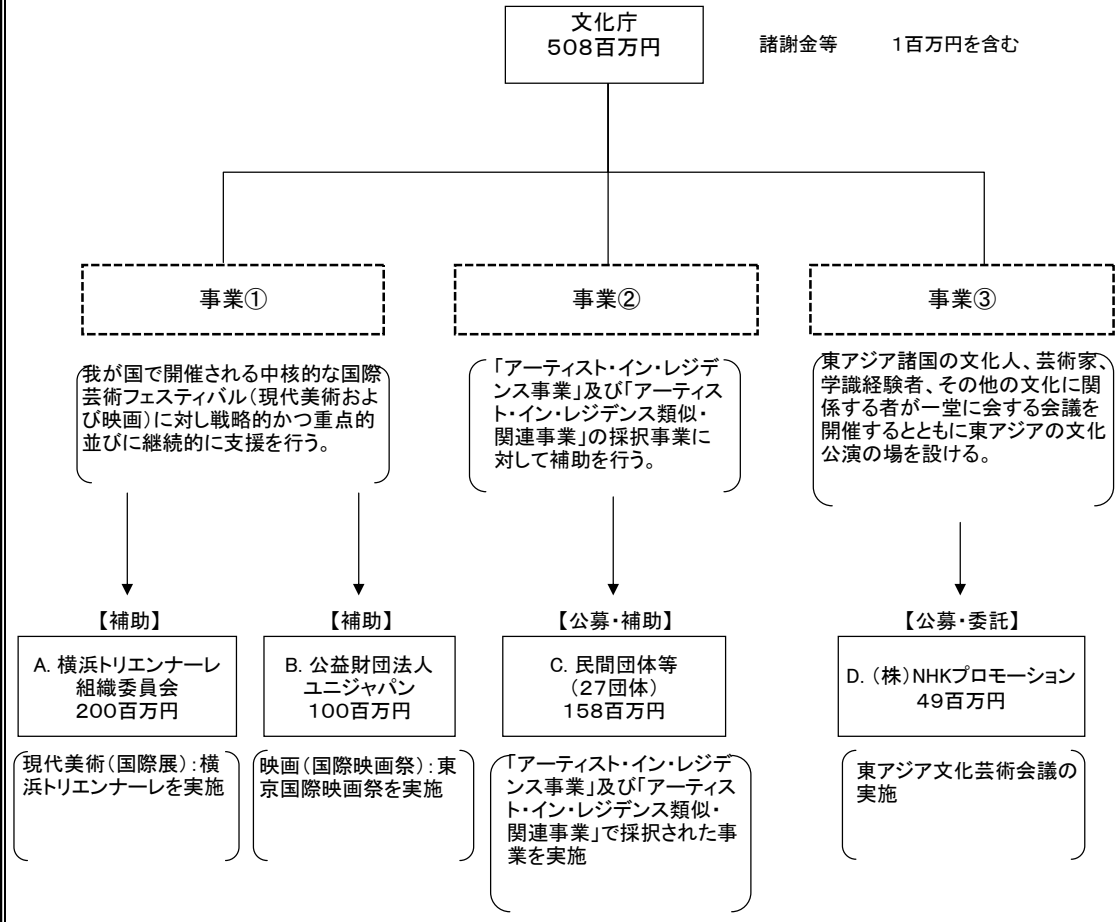 文化庁
508百万円
諸謝金等　　1百万円を含む
事業①
事業②
事業③
我が国で開催される中核的な国際
芸術フェスティバル(現代美術およ
び映画)に対し戦略的かつ重点的
並びに継続的に支援を行う。
「アーティスト・イン・レジデ
ンス事業」及び「アーティス
ト・イン・レジデンス類似・
関連事業」の採択事業に
対して補助を行う。
東アジア諸国の文化人、芸術家、
学識経験者、その他の文化に関
係する者が一堂に会する会議を
開催するとともに東アジアの文化
公演の場を設ける。
【補助】
A. 横浜トリエンナーレ
組織委員会
200百万円
現代美術(国際展):横
浜トリエンナーレを実施
【補助】
B. 公益財団法人
ユニジャパン
100百万円
映画(国際映画祭):東
京国際映画祭を実施
【公募・補助】
C. 民間団体等
(27団体)
158百万円
「アーティスト・イン・レジデ
ンス事業」及び「アーティス
ト・イン・レジデンス類似・
関連事業」で採択された事
業を実施
【公募・委託】
D. (株)NHKプロモーション
49百万円
東アジア文化芸術会議の
実施